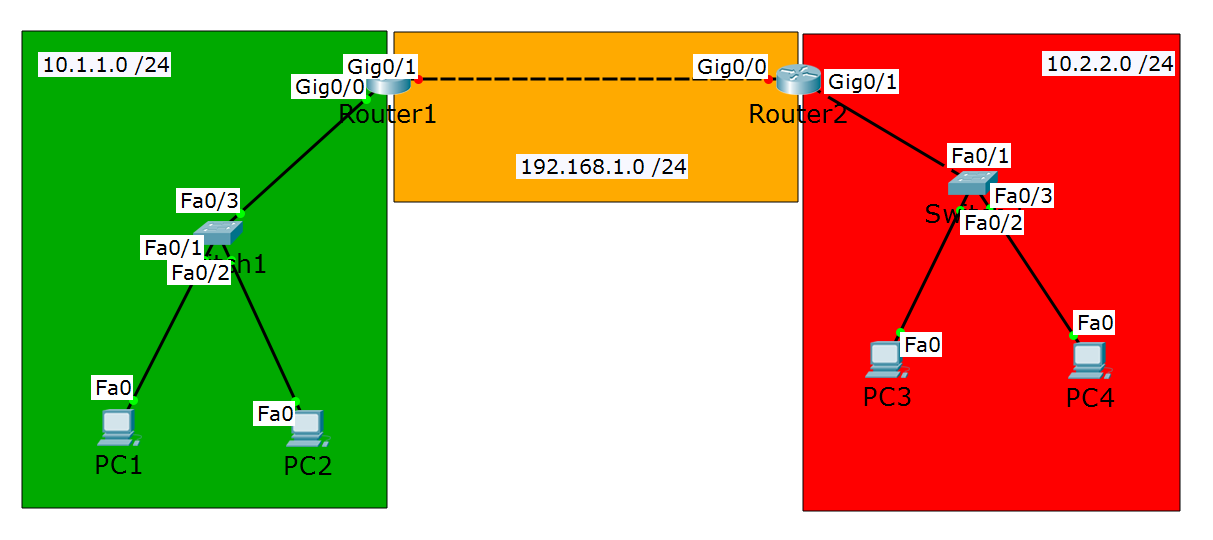 10.1.1.0 /24
Gig0/1
Gig0/0
Router1
Gig0/0
Router2
Gig0/1
10.2.2.0 /24
192.168.1.0 /24
Fa0/1
Fa0/3
Fa0/2
Fa0/3
Fa0/1
Fa0/2
Fa0
PC1
Fa0
PC2
Fa0
PC3
Fa0
PC4